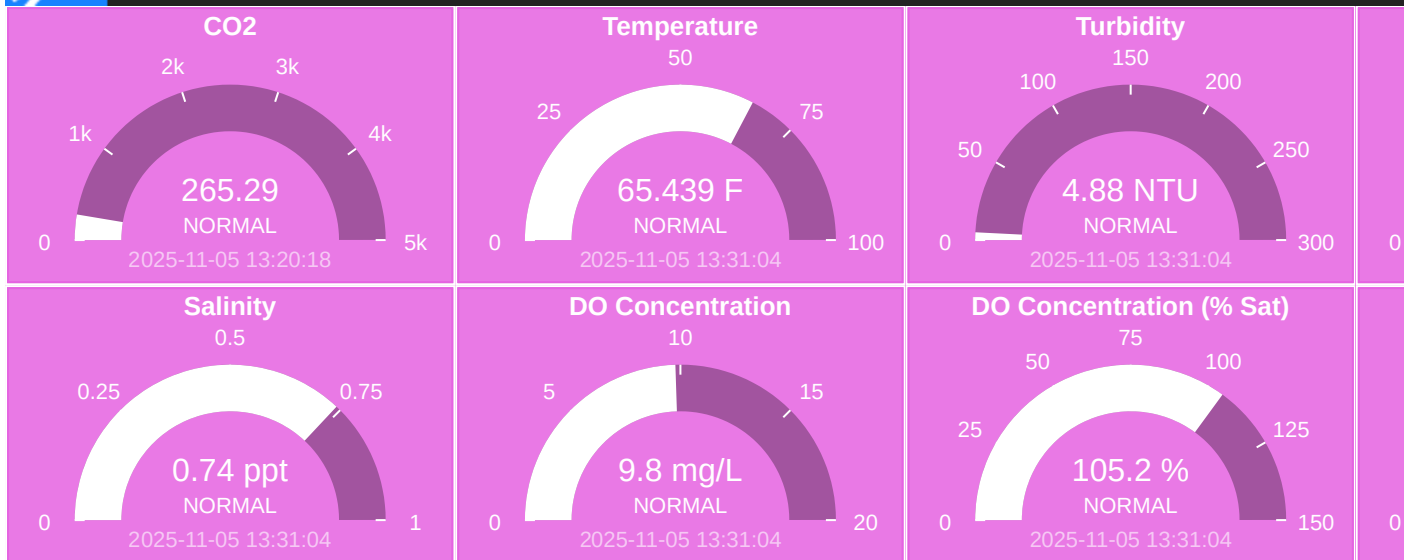 CO2
2k 3k
1k 4k
265.29
NORMAL
0 5k
2025-11-05 13:20:18
Temperature
50
25 75
65.439 F
NORMAL
0 100
2025-11-05 13:31:04
Turbidity
150
100 200
50 250
4.88 NTU
NORMAL
0 300
2025-11-05 13:31:04
0
Salinity
0.5
0.25 0.75
0.74 ppt
NORMAL
0 1
2025-11-05 13:31:04
DO Concentration
10
5 15
9.8 mg/L
NORMAL
0 20
2025-11-05 13:31:04
DO Concentration (% Sat)
75
50 100
25 125
105.2 %
NORMAL
0 150
2025-11-05 13:31:04
0